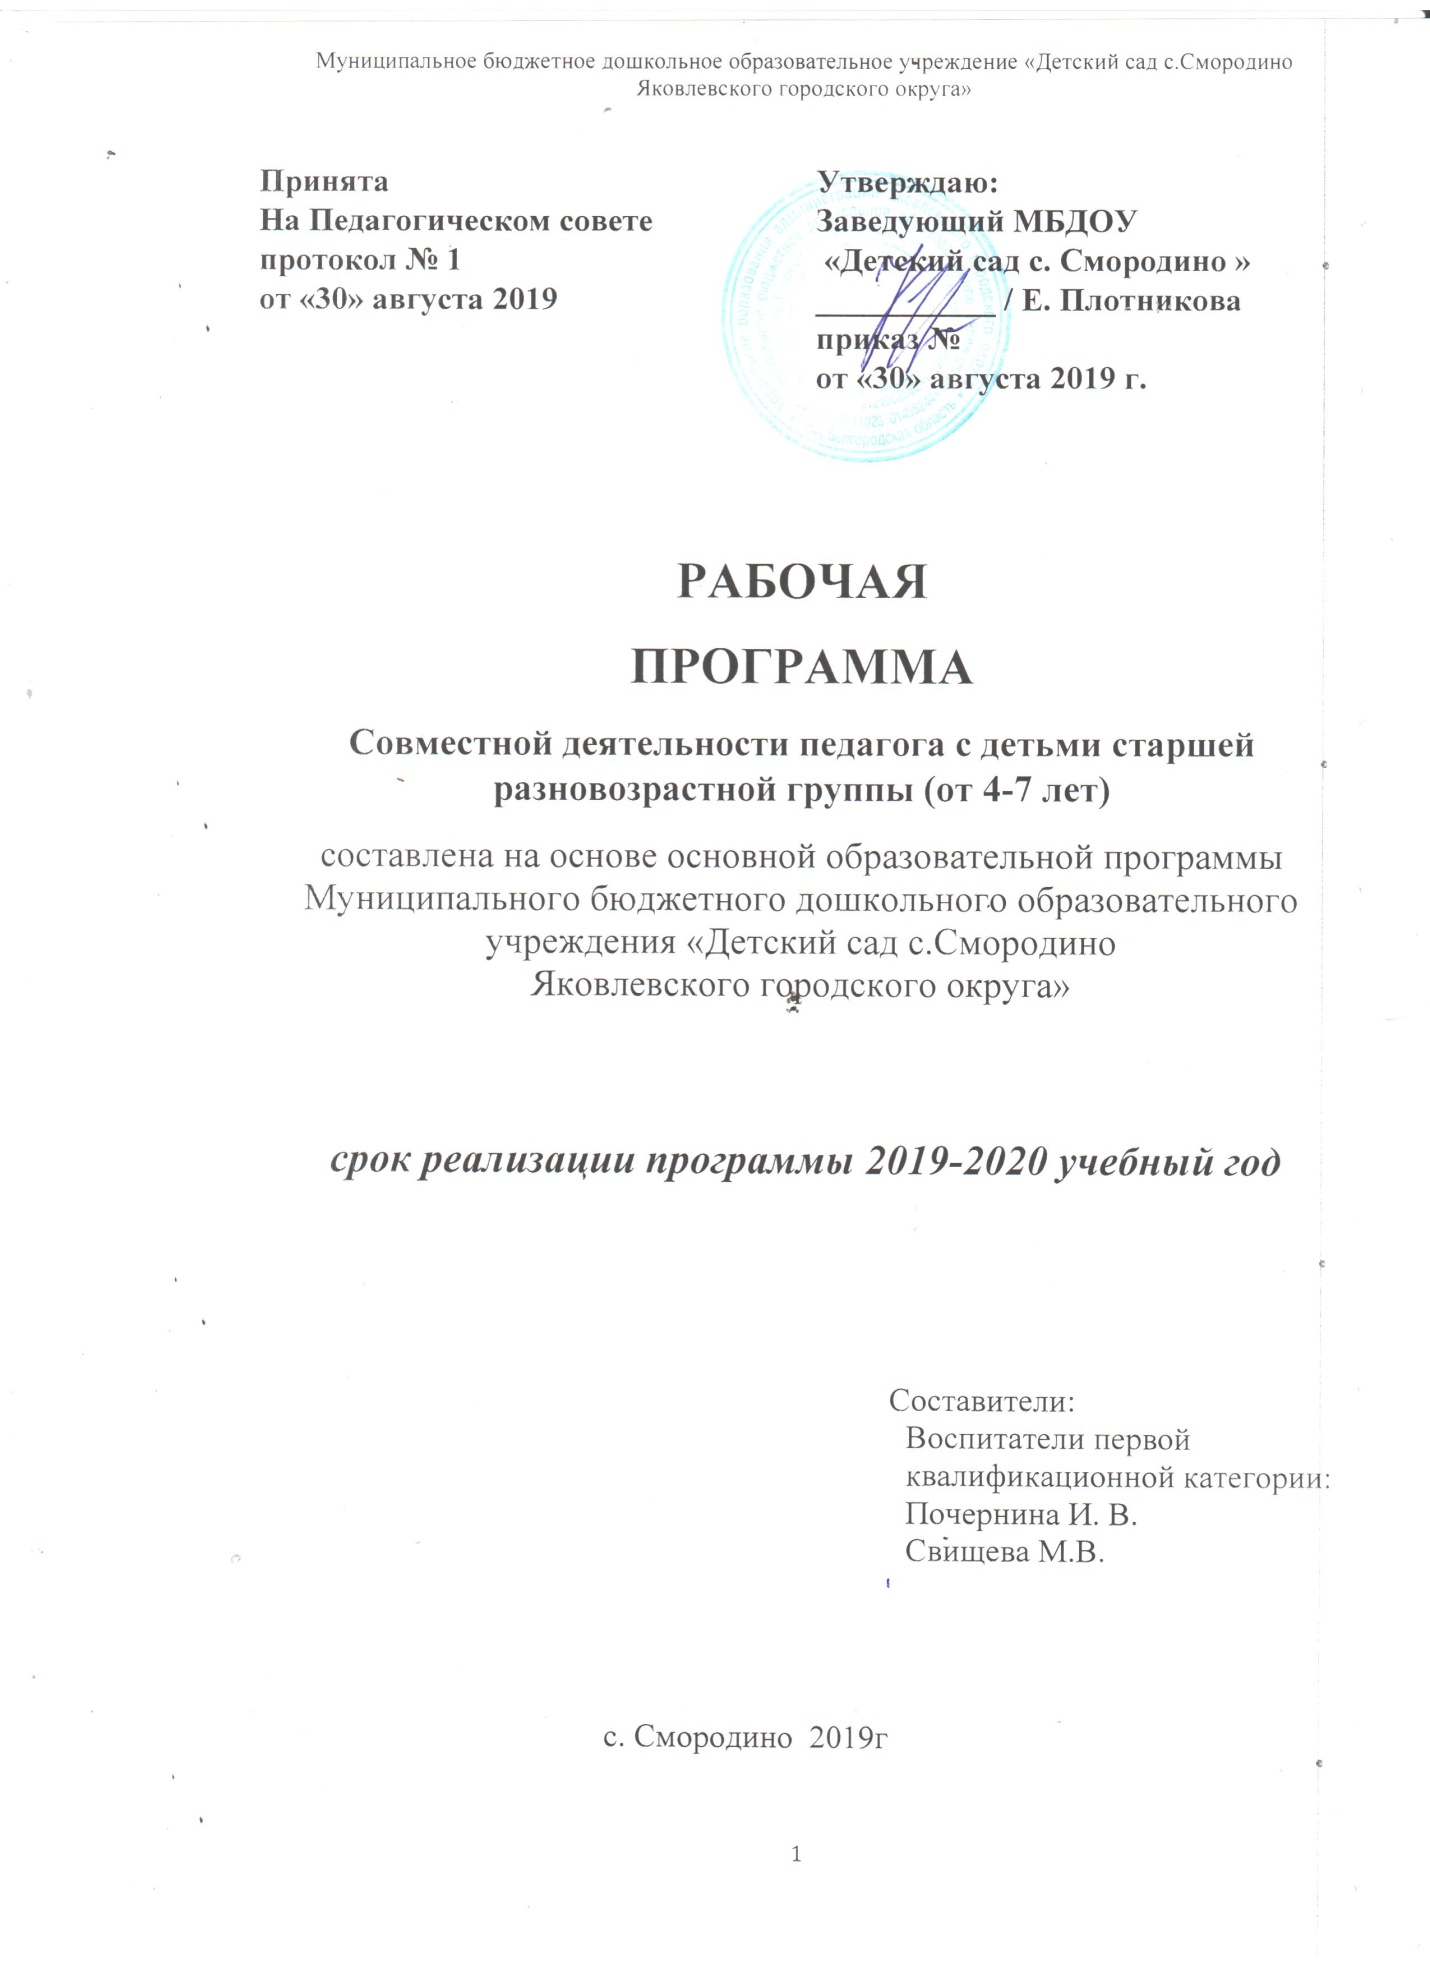 Муниципальное бюджетное дошкольное образовательное учреждение «Детский сад с.Смородино
Яковлевского городского округа»
Принята
На Педагогическом совете
протокол № 1
от «30» августа 2019
Утверждаю:
Заведующий МБДОУ
«Детский сад с. Смородино »
____________ / Е. Плотникова
приказ №
от «30» августа 2019 г.
Белгородская область
РАБОЧАЯ
ПРОГРАММА
Совместной деятельности педагога с детьми старшей
разновозрастной группы (от 4-7 лет)
составлена на основе основной образовательной программы
Муниципального бюджетного дошкольного образовательного
учреждения «Детский сад с.Смородино
Яковлевского городского округа»
срок реализации программы 2019-2020 учебный год
Составители:
Воспитатели первой
квалификационной категории:
Почернина И. В.
Свищева М.В.
с. Смородино 2019г
1